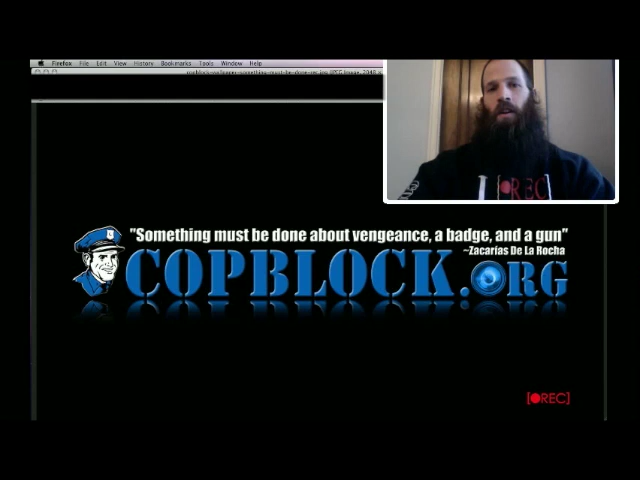 Firefox File Edit View History Bookmarks Tools Window Help
[REC]
"Something must be done about vengeance, a badge, and a gun"
~Zacarías De La Rocha
COPBLOCK.ORG
[REC]